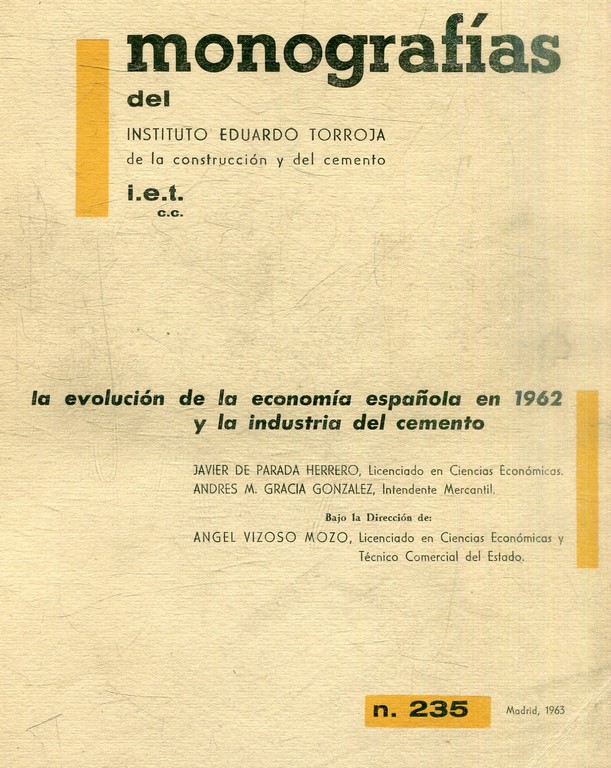 monografías
del
INSTITUTO EDUARDO TORROJA
de la construcción y del cemento
i.e.t.
c.c.
la evolución de la economía española en 1962
y la industria del cemento
JAVIER DE PARADA HERRERO, Licenciado en Ciencias Económicas.
ANDRES M. GRACIA GONZALEZ, Intendente Mercantil.
Bajo la Dirección de:
ANGEL VIZOSO MOZO, Licenciado en Ciencias Económicas y
Técnico Comercial del Estado.
n. 235
Madrid, 1963